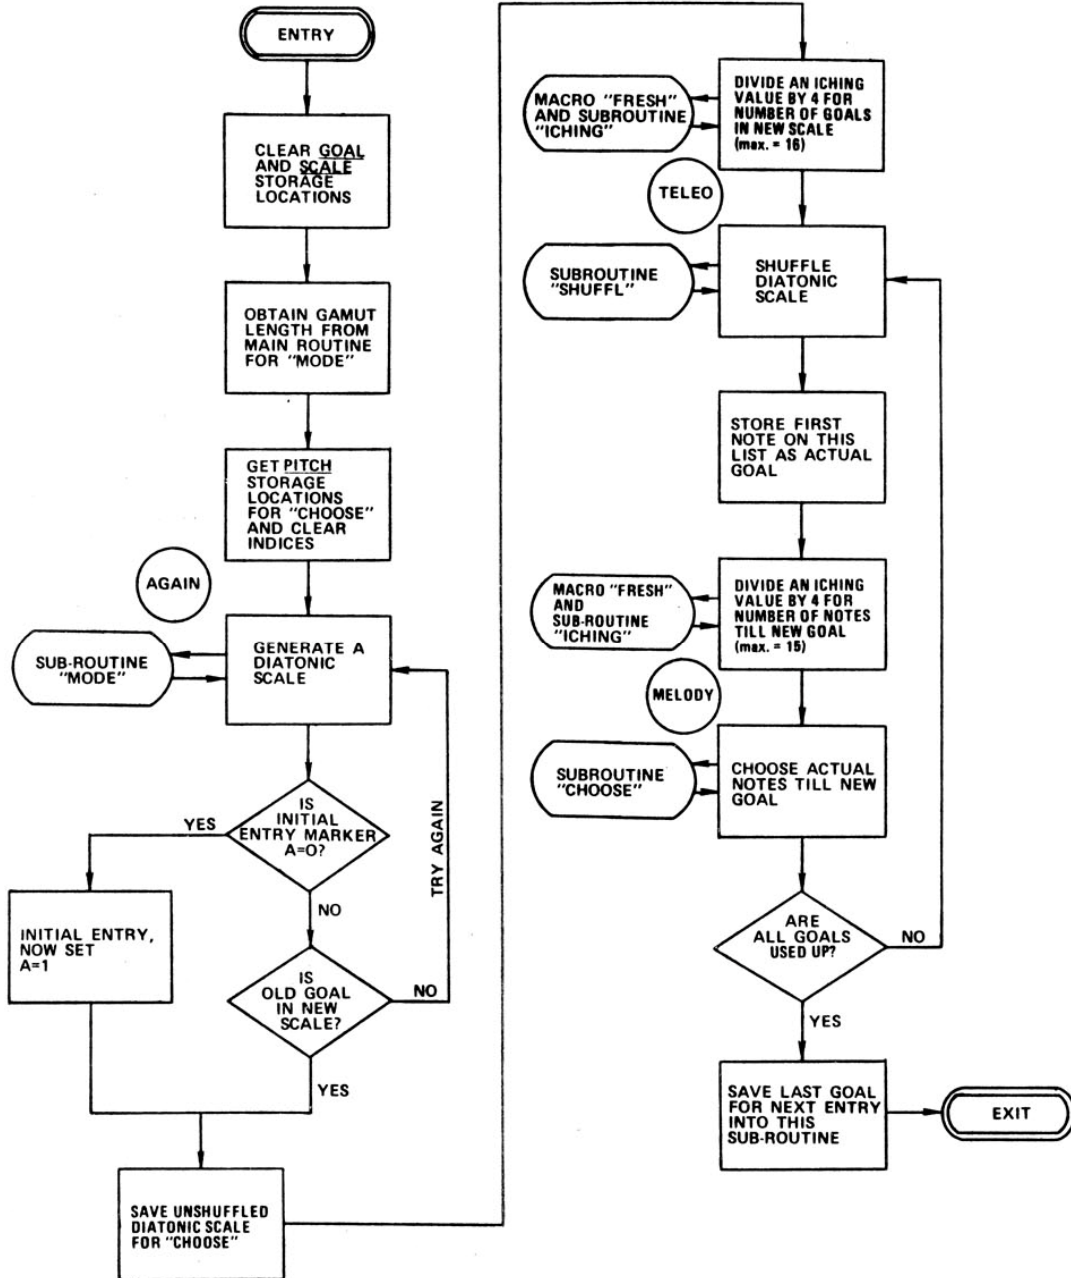 ENTRY
CLEAR GOAL
AND SCALE
STORAGE
LOCATIONS
OBTAIN GAMUT
LENGTH FROM
MAIN ROUTINE
FOR "MODE"
GET PITCH
STORAGE
LOCATIONS
FOR "CHOOSE"
AND CLEAR
INDICES
AGAIN
SUB-ROUTINE
"MODE"
GENERATE A
DIATONIC
SCALE
IS
INITIAL
ENTRY MARKER
A=0?
YES
NO
TRY AGAIN
INITIAL ENTRY,
NOW SET
A=1
IS
OLD GOAL
IN NEW
SCALE?
NO
YES
SAVE UNSHUFFLED
DIATONIC SCALE
FOR "CHOOSE"
MACRO "FRESH"
AND SUBROUTINE
"ICHING"
DIVIDE AN ICHING
VALUE BY 4 FOR
NUMBER OF GOALS
IN NEW SCALE
(max. = 16)
TELEO
SUBROUTINE
"SHUFFL"
SHUFFLE
DIATONIC
SCALE
STORE FIRST
NOTE ON THIS
LIST AS ACTUAL
GOAL
MACRO "FRESH"
AND
SUB-ROUTINE
"ICHING"
DIVIDE AN ICHING
VALUE BY 4 FOR
NUMBER OF NOTES
TILL NEW GOAL
(max. = 15)
MELODY
SUBROUTINE
"CHOOSE"
CHOOSE ACTUAL
NOTES TILL NEW
GOAL
ARE
ALL GOALS
USED UP?
NO
YES
SAVE LAST GOAL
FOR NEXT ENTRY
INTO THIS
SUB-ROUTINE
EXIT